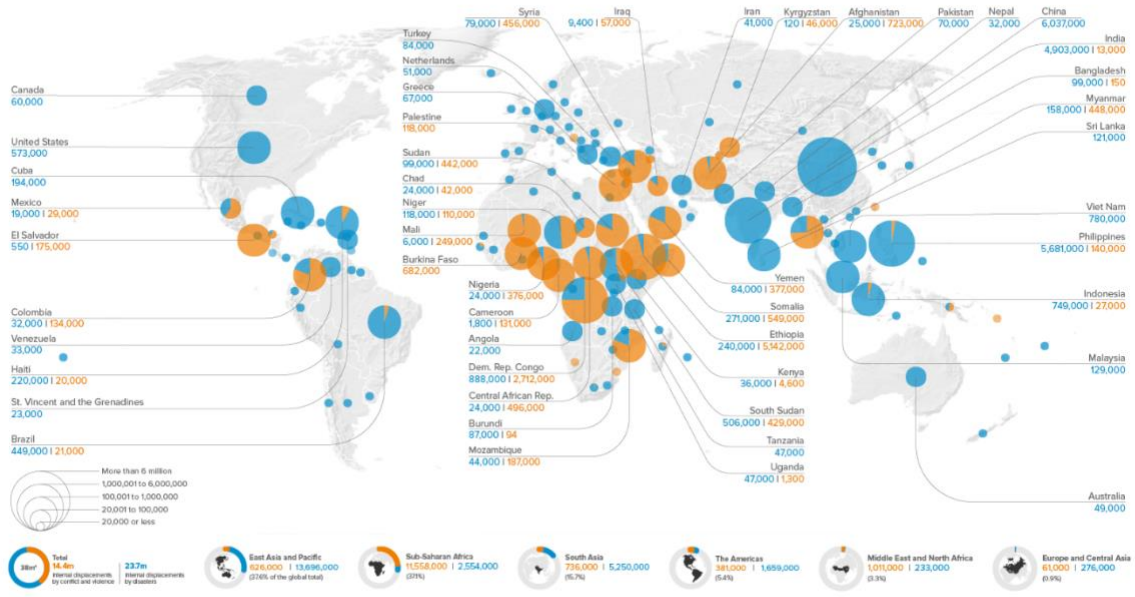 Syria
79,000 | 456,000
Iraq
9,400 | 57,000
Iran
41,000
Kyrgyzstan
120 | 46,000
Afghanistan
25,000 | 723,000
Pakistan
70,000
Nepal
32,000
China
6,037,000
India
4,903,000 | 13,000
Bangladesh
99,000 | 150
Myanmar
158,000 | 448,000
Sri Lanka
121,000
Turkey
84,000
Netherlands
51,000
Greece
67,000
Palestine
118,000
Sudan
99,000 | 442,000
Chad
24,000 | 42,000
Niger
118,000 | 110,000
Mali
6,000 | 249,000
Burkina Faso
682,000
Canada
60,000
United States
573,000
Cuba
194,000
Mexico
19,000 | 29,000
El Salvador
550 | 175,000
Colombia
32,000 | 134,000
Venezuela
33,000
Haiti
220,000 | 20,000
St. Vincent and the Grenadines
23,000
Brazil
449,000 | 21,000
Nigeria
24,000 | 376,000
Cameroon
1,800 | 131,000
Angola
22,000
Dem. Rep. Congo
888,000 | 2,712,000
Central African Rep.
24,000 | 496,000
Burundi
87,000 | 94
Mozambique
44,000 | 187,000
Yemen
84,000 | 377,000
Somalia
271,000 | 549,000
Ethiopia
240,000 | 5,142,000
Kenya
36,000 | 4,600
South Sudan
506,000 | 429,000
Tanzania
47,000
Uganda
47,000 | 1,300
Viet Nam
780,000
Philippines
5,681,000 | 140,000
Indonesia
749,000 | 27,000
Malaysia
129,000
Australia
49,000
More than 6 million
1,000,001 to 6,000,000
100,001 to 1,000,000
20,001 to 100,000
20,000 or less
38m¹
Total
14.4m
Internal displacements
by conflict and violence
23.7m
Internal displacements
by disasters
East Asia and Pacific
626,000 | 13,696,000
(37.6% of the global total)
Sub-Saharan Africa
11,558,000 | 2,554,000
(37.1%)
South Asia
736,000 | 5,250,000
(15.7%)
The Americas
381,000 | 1,659,000
(5.4%)
Middle East and North Africa
1,011,000 | 233,000
(3.3%)
Europe and Central Asia
61,000 | 276,000
(0.9%)